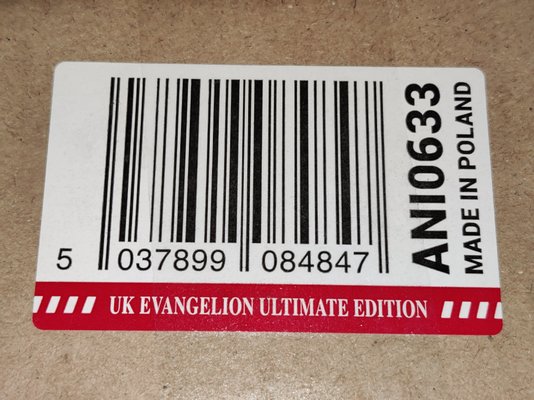 5 037899 084847
ANI0633
MADE IN POLAND
UK EVANGELION ULTIMATE EDITION